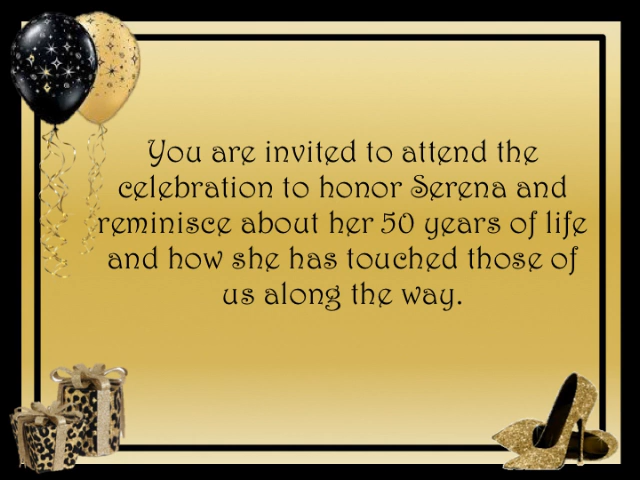 You are invited to attend the
celebration to honor Serena and
reminisce about her 50 years of life
and how she has touched those of
us along the way.